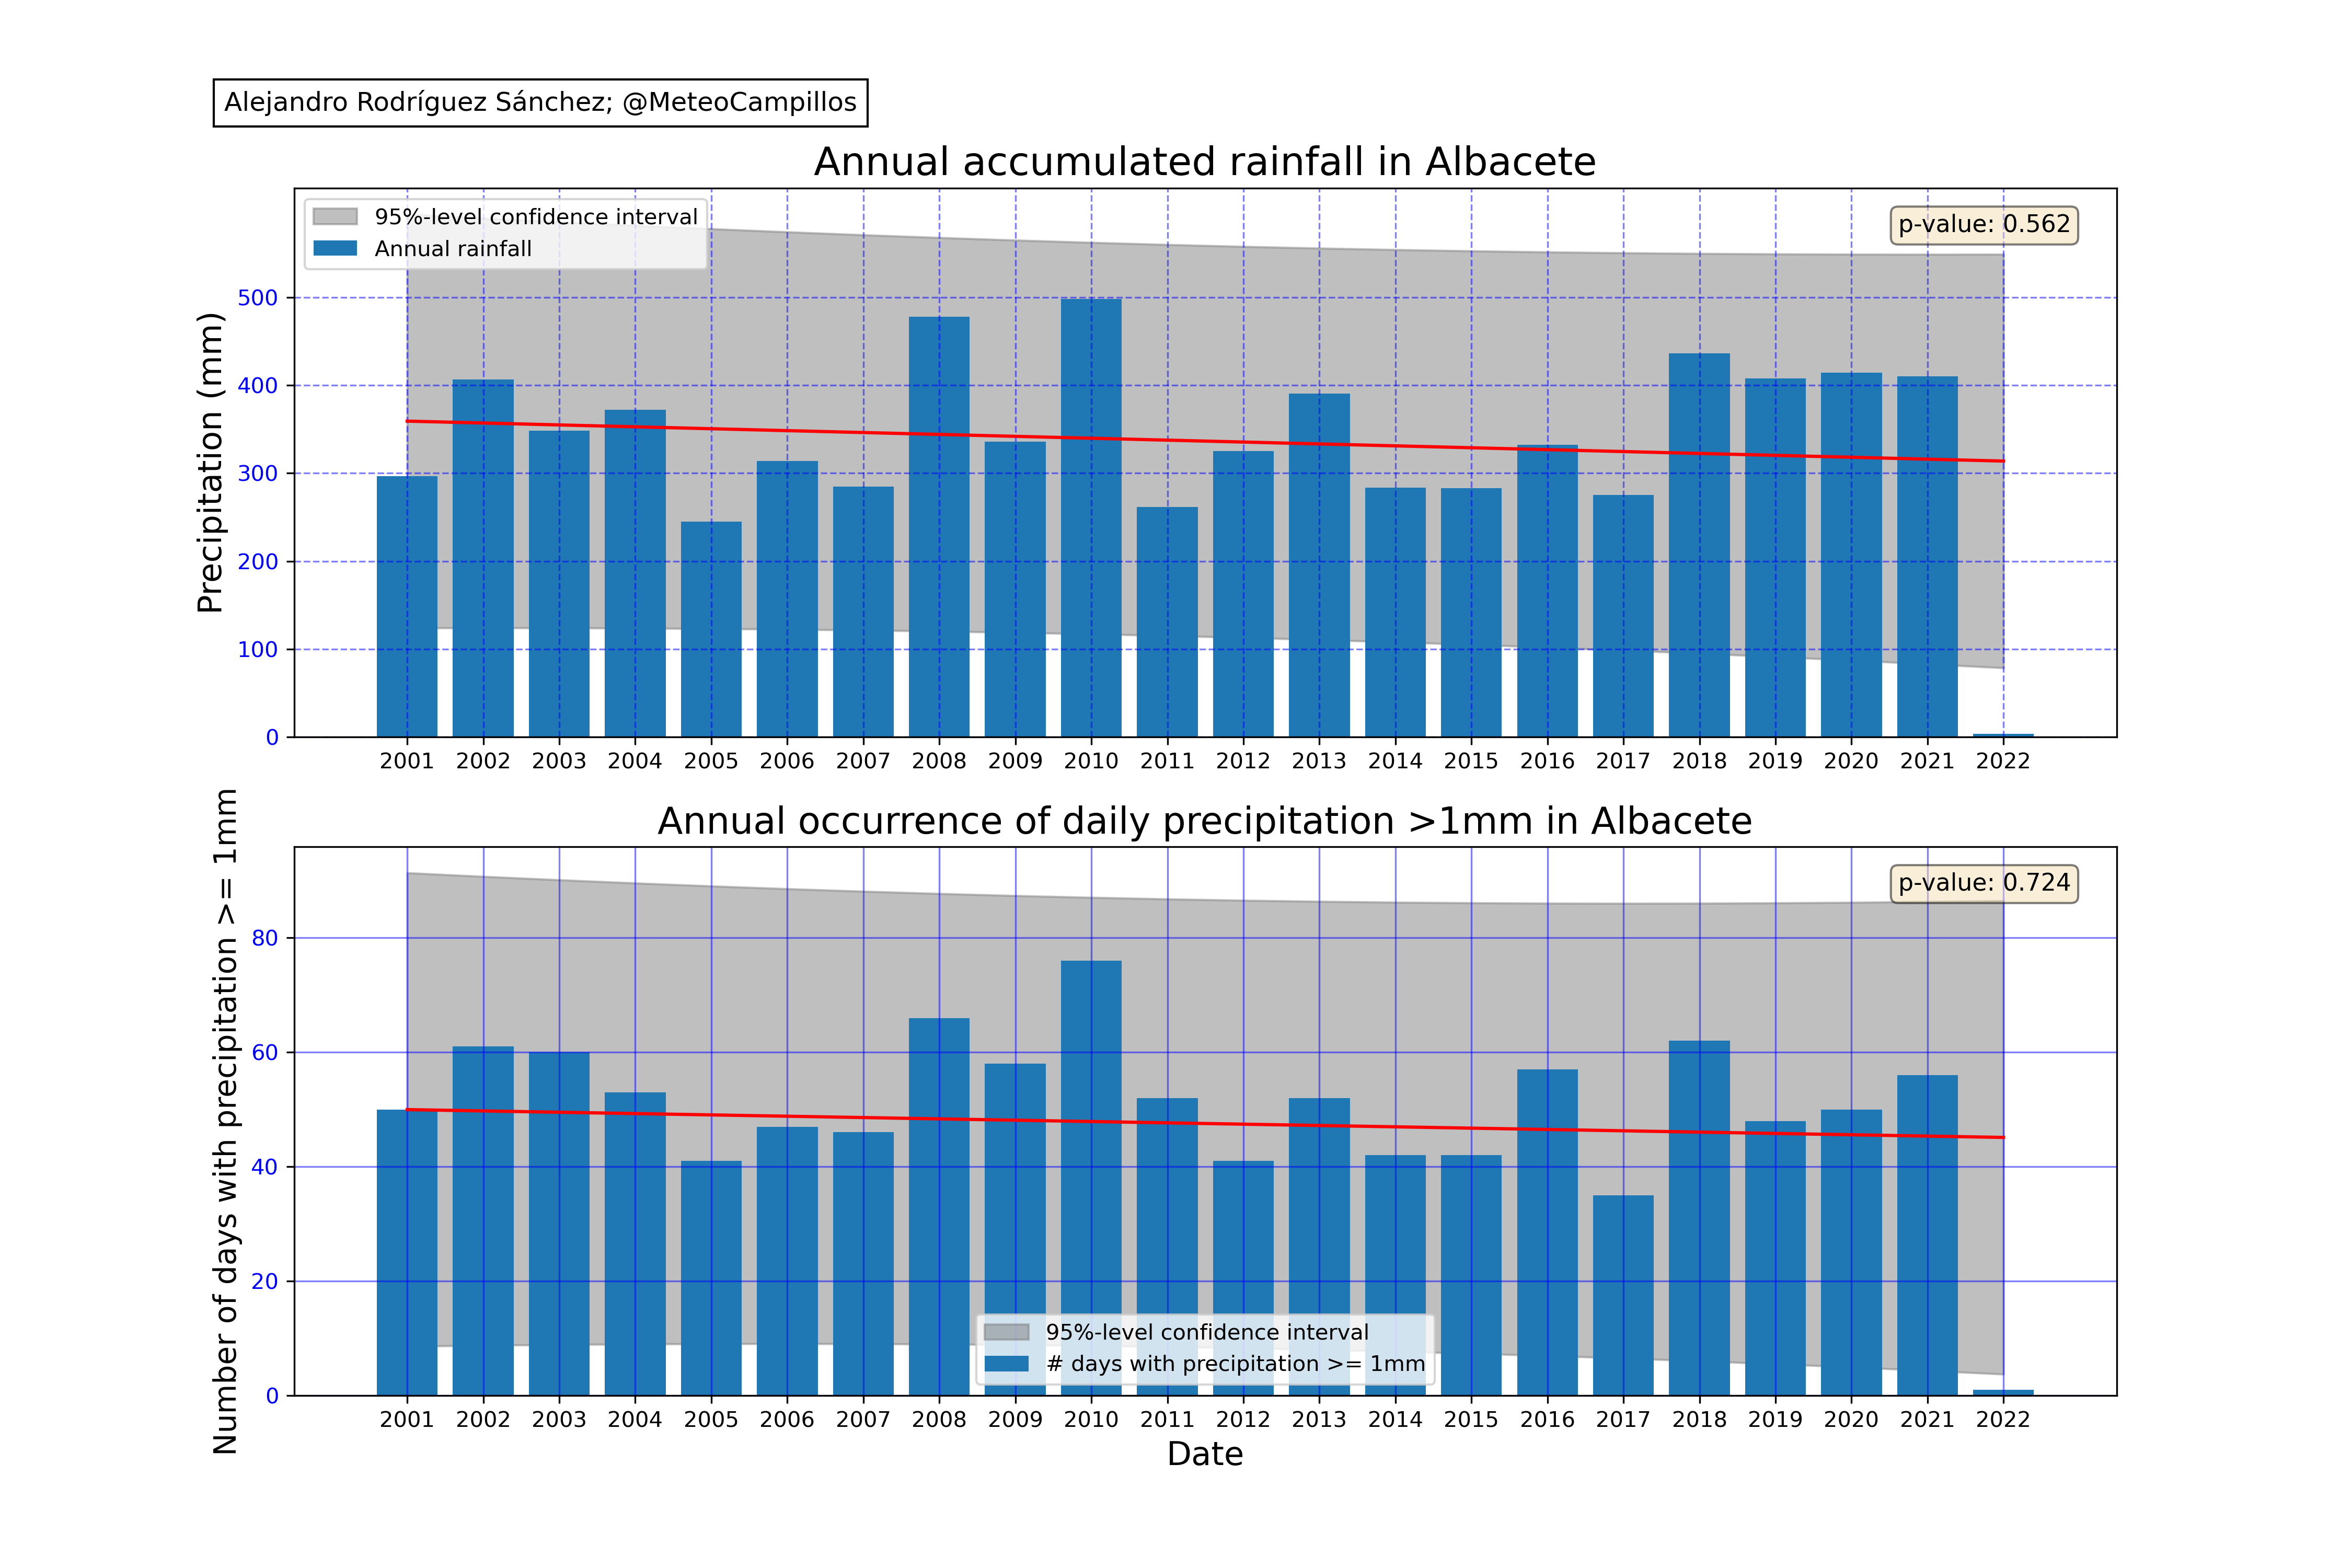 Alejandro Rodríguez Sánchez; @MeteoCampillos
Annual accumulated rainfall in Albacete
95%-level confidence interval
Annual rainfall
p-value: 0.562
Precipitation (mm)
500
400
300
200
100
0
2001 2002 2003 2004 2005 2006 2007 2008 2009 2010 2011 2012 2013 2014 2015 2016 2017 2018 2019 2020 2021 2022
Annual occurrence of daily precipitation >1mm in Albacete
p-value: 0.724
Number of days with precipitation >= 1mm
80
60
40
20
0
95%-level confidence interval
# days with precipitation >= 1mm
2001 2002 2003 2004 2005 2006 2007 2008 2009 2010 2011 2012 2013 2014 2015 2016 2017 2018 2019 2020 2021 2022
Date